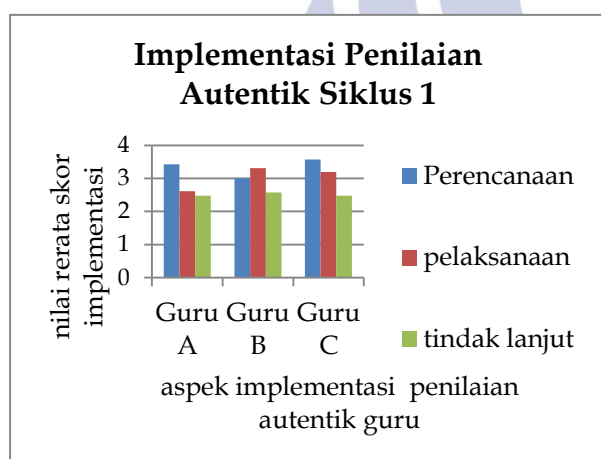 Implementasi Penilaian
Autentik Siklus 1
nilai rerata skor
implementasi
4
3
2
1
0
Guru Guru Guru
A B C
aspek implementasi penilaian
autentik guru
Perencanaan
pelaksanaan
tindak lanjut